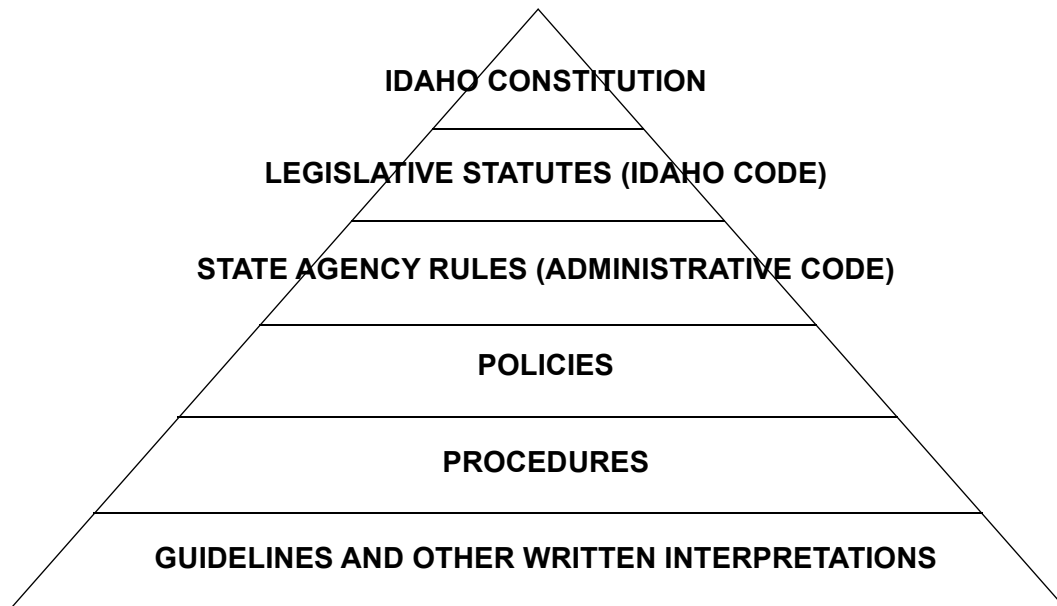 IDAHO CONSTITUTION
LEGISLATIVE STATUTES (IDAHO CODE)
STATE AGENCY RULES (ADMINISTRATIVE CODE)
POLICIES
PROCEDURES
GUIDELINES AND OTHER WRITTEN INTERPRETATIONS